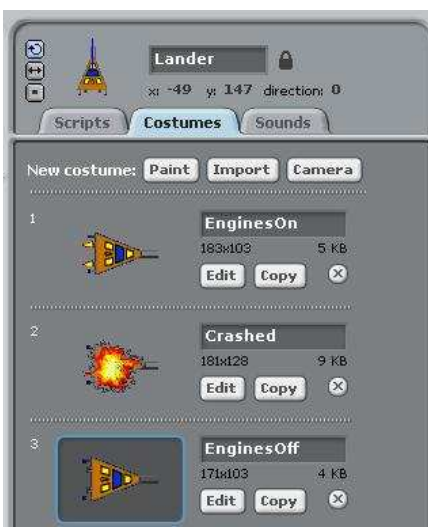 Lander
x: -49 y: 147 direction: 0
Scripts Costumes Sounds
New costume: Paint Import Camera
1
EnginesOn
183x103 5 KB
Edit Copy
2
Crashed
181x128 9 KB
Edit Copy
3
EnginesOff
171x103 4 KB
Edit Copy